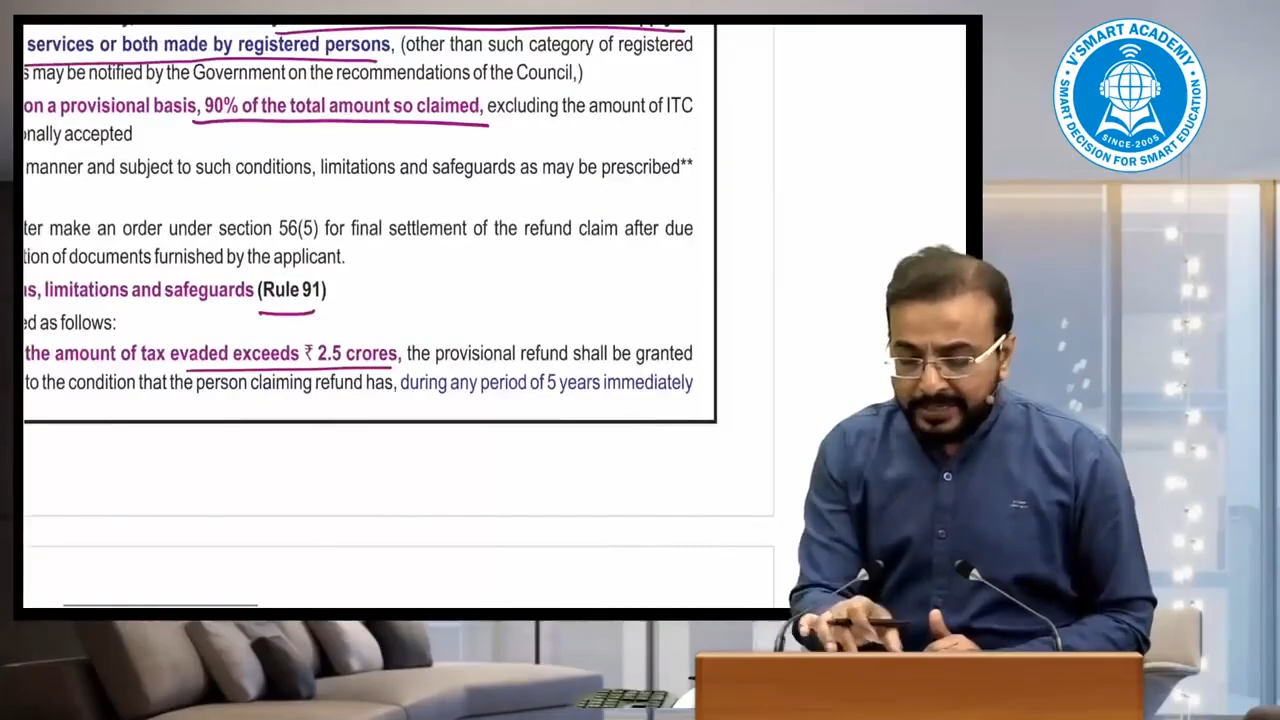 services or both made by registered persons, (other than such category of registered
may be notified by the Government on the recommendations of the Council,)
on a provisional basis, 90% of the total amount so claimed, excluding the amount of ITC
accepted
manner and subject to such conditions, limitations and safeguards as may be prescribed**
make an order under section 56(5) for final settlement of the refund claim after due
of documents furnished by the applicant.
limitations and safeguards (Rule 91)
as follows:
the amount of tax evaded exceeds ₹ 2.5 crores, the provisional refund shall be granted
to the condition that the person claiming refund has, during any period of 5 years immediately
V'SMART ACADEMY
SINCE-2005
SMART DECISION FOR SMART EDUCATION